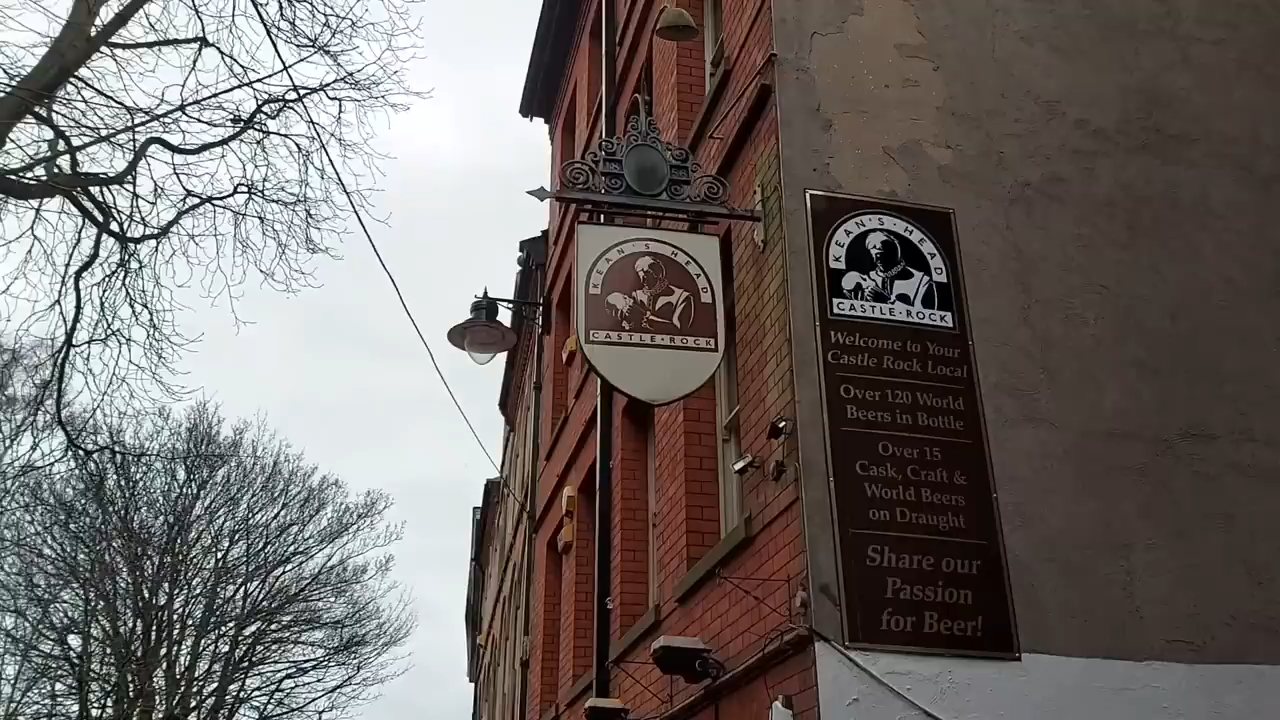 KEAN'S · HEAD
CASTLE · ROCK
KEAN'S · HEAD
CASTLE · ROCK
Welcome to Your
Castle Rock Local
Over 120 World
Beers in Bottle
Over 15
Cask, Craft &
World Beers
on Draught
Share our
Passion
for Beer!